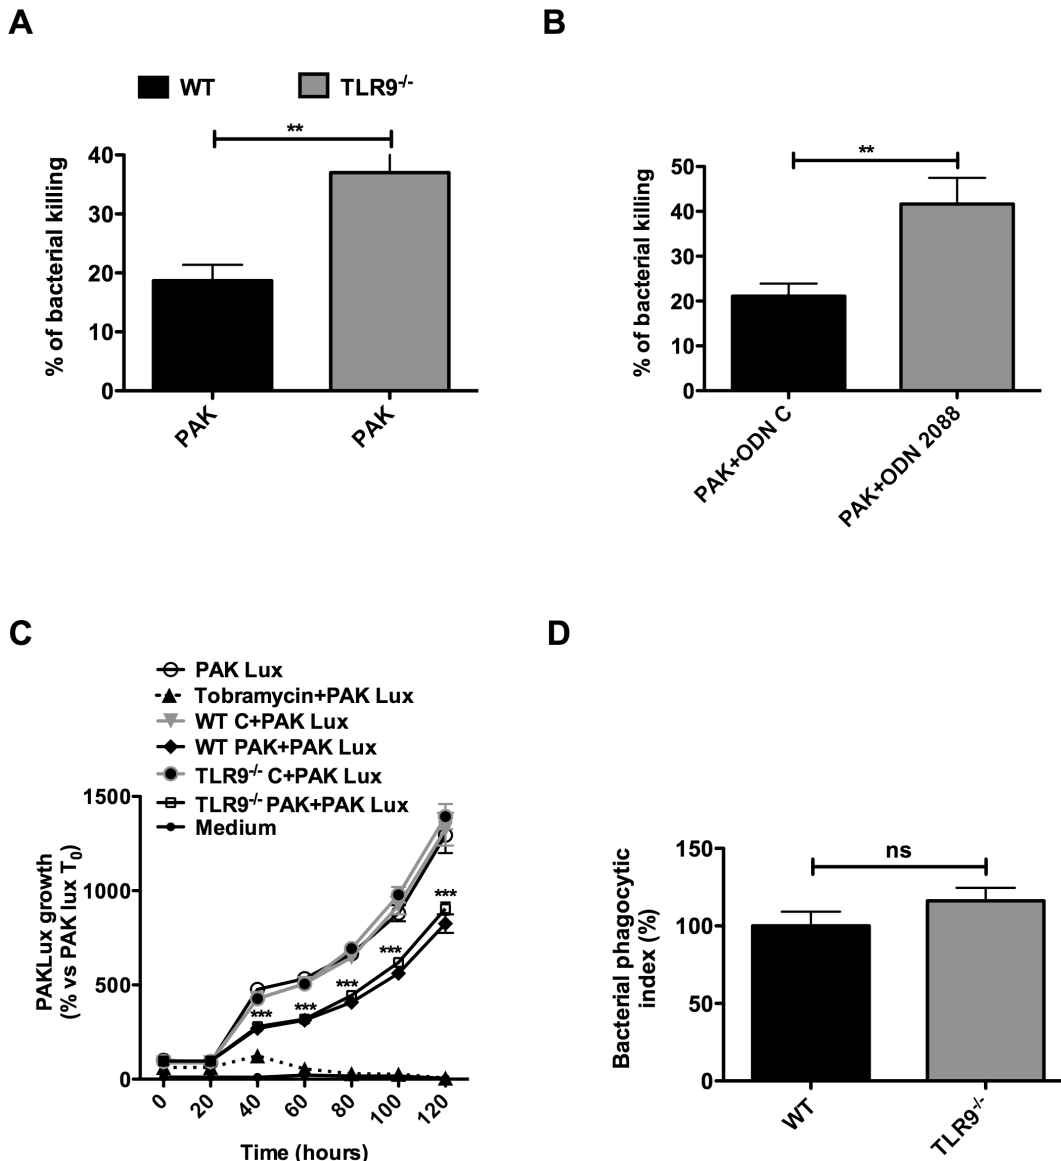 A
WT
TLR9-/-
**
% of bacterial killing
40
30
20
10
0
PAK
PAK
B
**
% of bacterial killing
50
40
30
20
10
0
PAK+ODN C
PAK+ODN 2088
C
PAK Lux
Tobramycin+PAK Lux
WT C+PAK Lux
WT PAK+PAK Lux
TLR9-/- C+PAK Lux
TLR9-/- PAK+PAK Lux
Medium
PAKLux growth
(% vs PAK lux T0)
1500
1000
500
0
***
***
***
***
***
0
20
40
60
80
100
120
Time (hours)
D
ns
Bacterial phagocytic
index (%)
150
100
50
0
WT
TLR9-/-